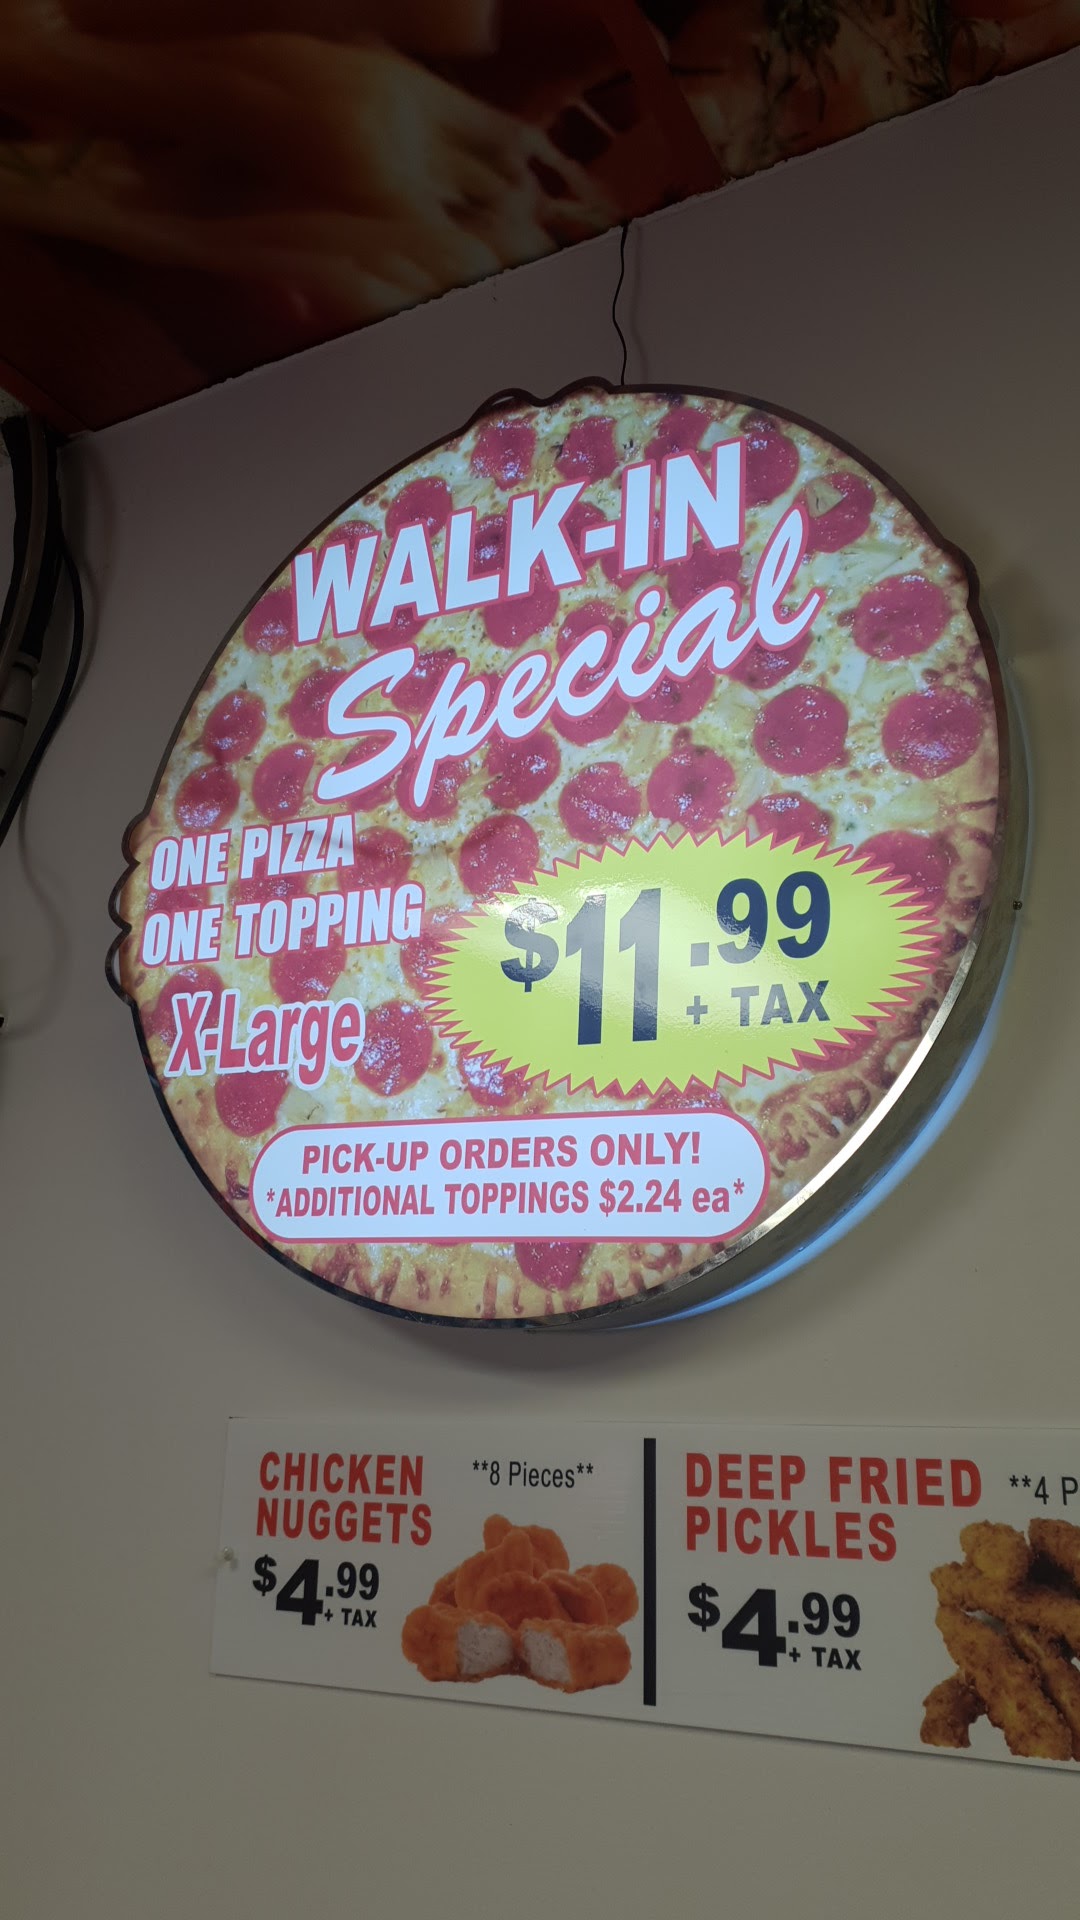 WALK-IN
Special
ONE PIZZA
ONE TOPPING
X-Large
$11.99
+ TAX
PICK-UP ORDERS ONLY!
*ADDITIONAL TOPPINGS $2.24 ea*
CHICKEN
NUGGETS
**8 Pieces**
$4.99
+ TAX
DEEP FRIED
PICKLES
**4 P
$4.99
+ TAX